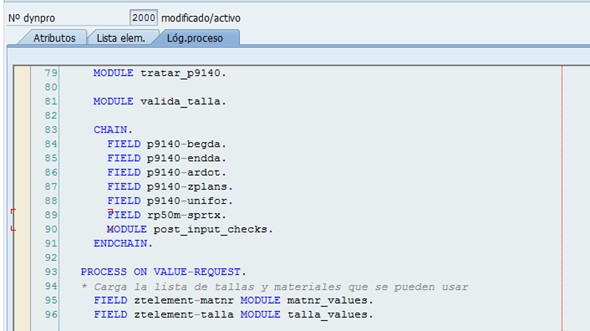 Nº dynpro 2000 modificado/activo
Atributos Lista elem. Lóg.proceso
79 MODULE tratar_p9140.
80
81 MODULE valida_talla.
82
83 CHAIN.
84 FIELD p9140-begda.
85 FIELD p9140-endda.
86 FIELD p9140-ardot.
87 FIELD p9140-zplans.
88 FIELD p9140-unifor.
89 FIELD rp50m-sprtx.
90 MODULE post_input_checks.
91 ENDCHAIN.
92
93 PROCESS ON VALUE-REQUEST.
94 * Carga la lista de tallas y materiales que se pueden usar
95 FIELD ztelement-matnr MODULE matnr_values.
96 FIELD ztelement-talla MODULE talla_values.